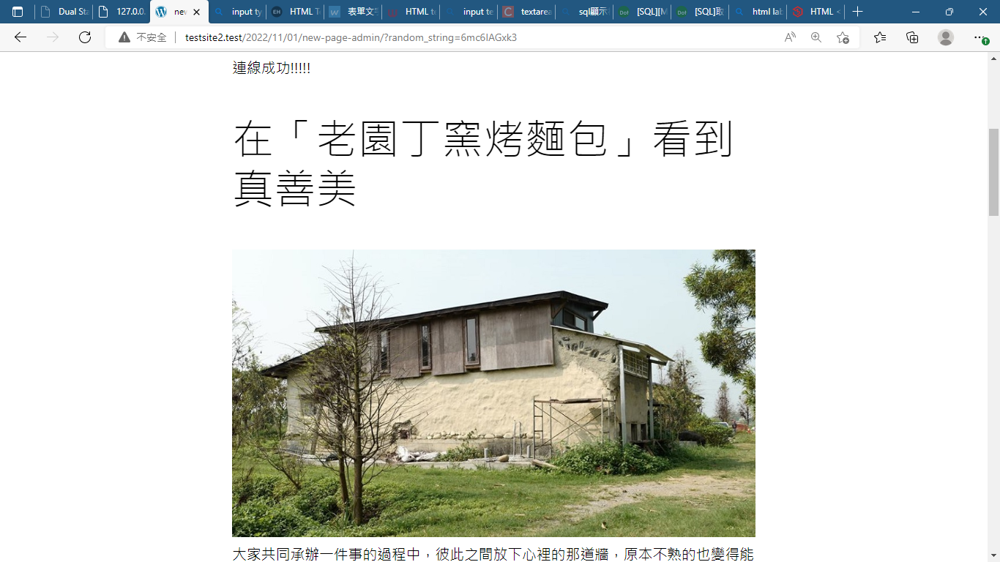 Dual Sta
127.0.0.
new
input ty
HTML T
表單文字
HTML te
input te
textarea
sql顯示
[SQL][M
[SQL]取
html lab
HTML <
不安全
testsite2.test/2022/11/01/new-page-admin/?random_string=6mc6IAGxk3
連線成功!!!!!
在「老園丁窯烤麵包」看到
真善美
大家共同承辦一件事的過程中，彼此之間放下心裡的那道牆，原本不熟的也變得能